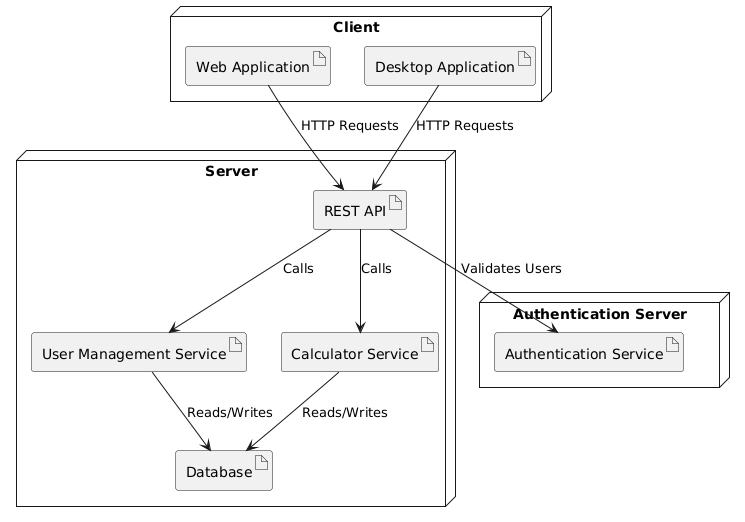 Client
Web Application
Desktop Application
HTTP Requests
HTTP Requests
Server
REST API
Calls
Calls
Validates Users
Authentication Server
User Management Service
Calculator Service
Authentication Service
Reads/Writes
Reads/Writes
Database